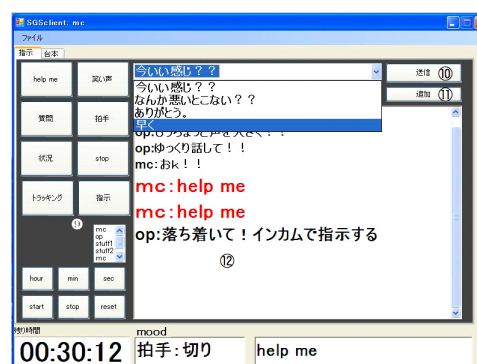 SGSclient: mc
ファイル
指示 台本
help me 笑い声
今いい感じ??
送信 ⑩
今いい感じ??
なんか悪いとこない??
ありがとう。
早く
追加 ⑪
質問 拍手
op:ゆっくり話して!!
状況 stop
mc:おk!!
mc:help me
トラッキング 指示
mc:help me
⑨
mc
op
stuff1
stuff2
mc
op:落ち着いて!インカムで指示する
⑫
hour min sec
start stop reset
残り時間 mood
00:30:12 拍手:切り help me